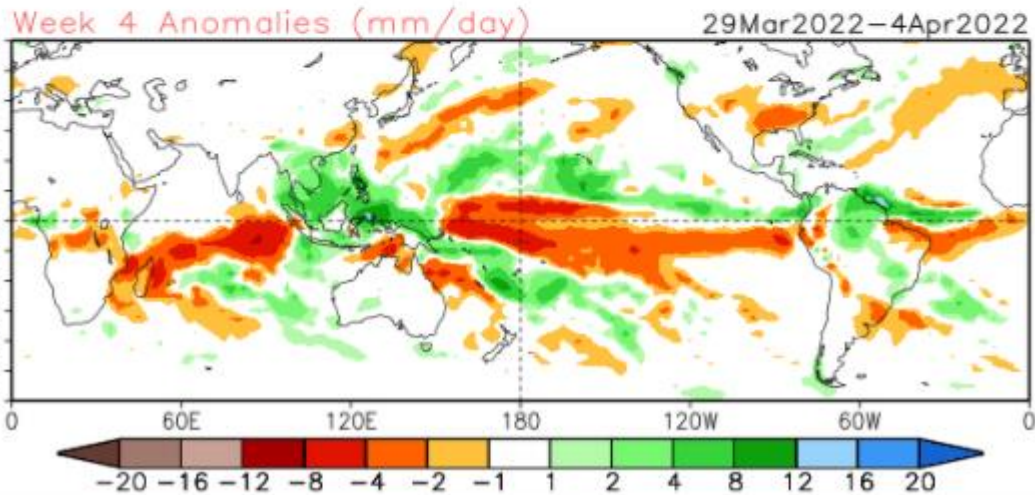 Week 4 Anomalies (mm/day) 29Mar2022-4Apr2022
0 60E 120E 180 120W 60W 0
-20 -16 -12 -8 -4 -2 -1 1 2 4 8 12 16 20